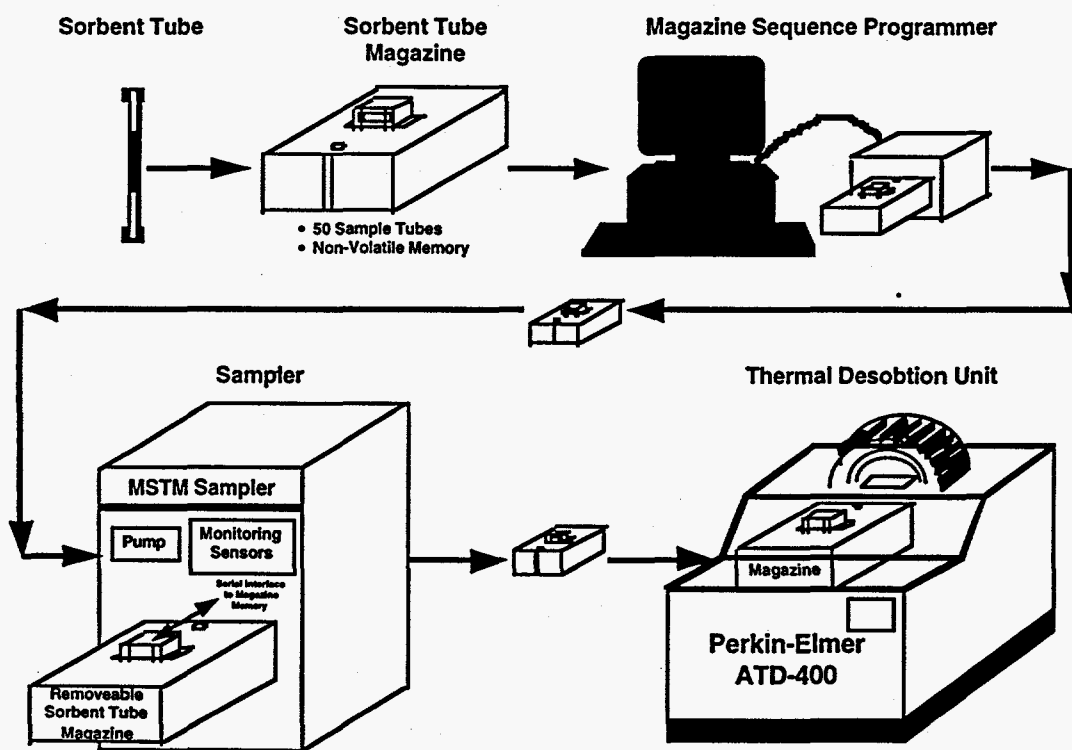 Sorbent Tube
Sorbent Tube
Magazine
Magazine Sequence Programmer
• 50 Sample Tubes
• Non-Volatile Memory
Sampler
Thermal Desobtion Unit
MSTM Sampler
Pump
Monitoring
Sensors
Serial Interface
to Magazine
Memory
Removeable
Sorbent Tube
Magazine
Magazine
Perkin-Elmer
ATD-400